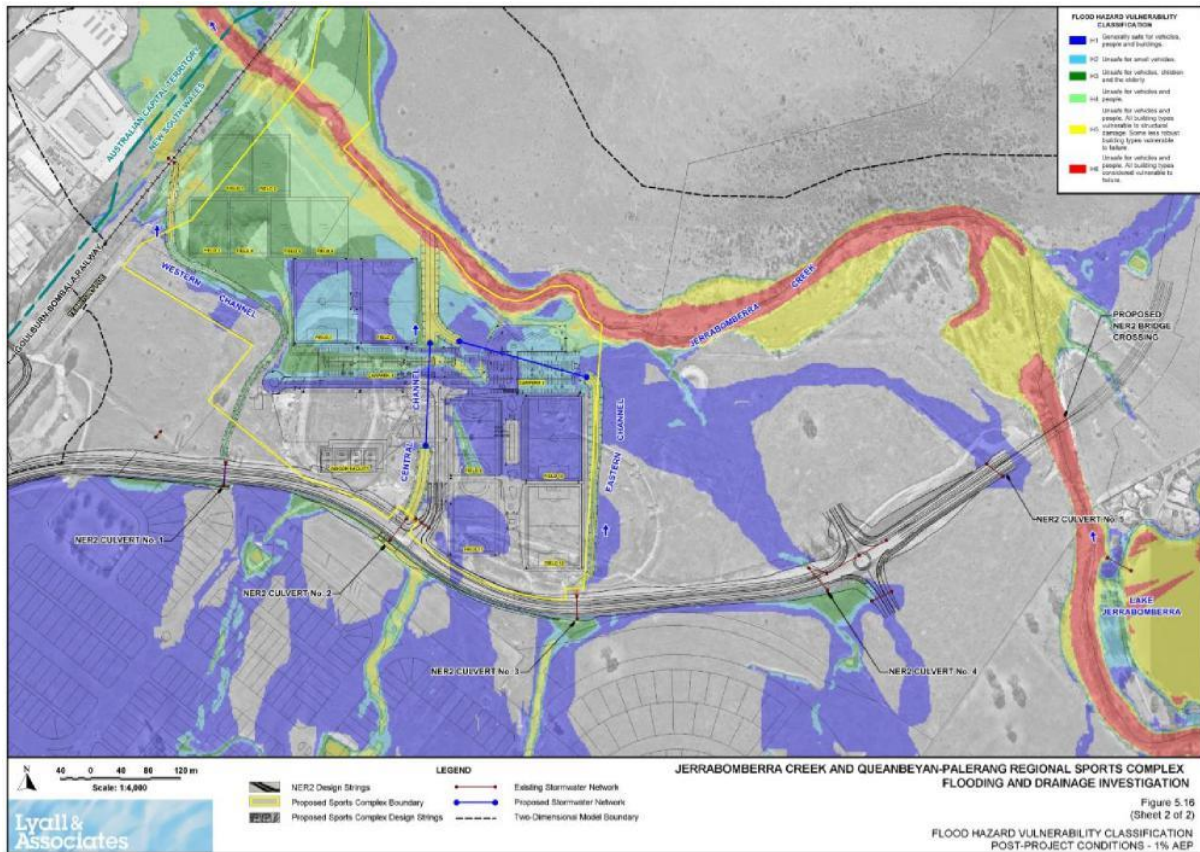 FLOOD HAZARD VULNERABILITY
CLASSIFICATION
H1 Generally safe for vehicles,
people and buildings.
H2 Unsafe for small vehicles.
H3 Unsafe for vehicles, children
and the elderly
H4 Unsafe for vehicles and
people.
H5 Unsafe for vehicles and
people. All building types
vulnerable to structural
damage. Some less robust
building types vulnerable
to failure.
H6 Unsafe for vehicles and
people. All building types
considered vulnerable to
failure.
AUSTRALIAN CAPITAL TERRITORY
NEW SOUTH WALES
GOULBURN BOMBALA RAILWAY
WESTERN
CHANNEL
CENTRAL
CHANNEL
EASTERN
CHANNEL
JERRABOMBERRA
CREEK
PROPOSED
NER2 BRIDGE
CROSSING
NER2 CULVERT No. 1
NER2 CULVERT No. 2
NER2 CULVERT No. 3
NER2 CULVERT No. 4
NER2 CULVERT No. 5
LAKE
JERRABOMBERRA
N
40 0 40 80 120 m
Scale: 1:4,000
Lyall &
Associates
LEGEND
NER2 Design Strings
Proposed Sports Complex Boundary
Proposed Sports Complex Design Strings
Existing Stormwater Network
Proposed Stormwater Network
Two-Dimensional Model Boundary
JERRABOMBERRA CREEK AND QUEANBEYAN-PALERANG REGIONAL SPORTS COMPLEX
FLOODING AND DRAINAGE INVESTIGATION
Figure 5.16
(Sheet 2 of 2)
FLOOD HAZARD VULNERABILITY CLASSIFICATION
POST-PROJECT CONDITIONS - 1% AEP